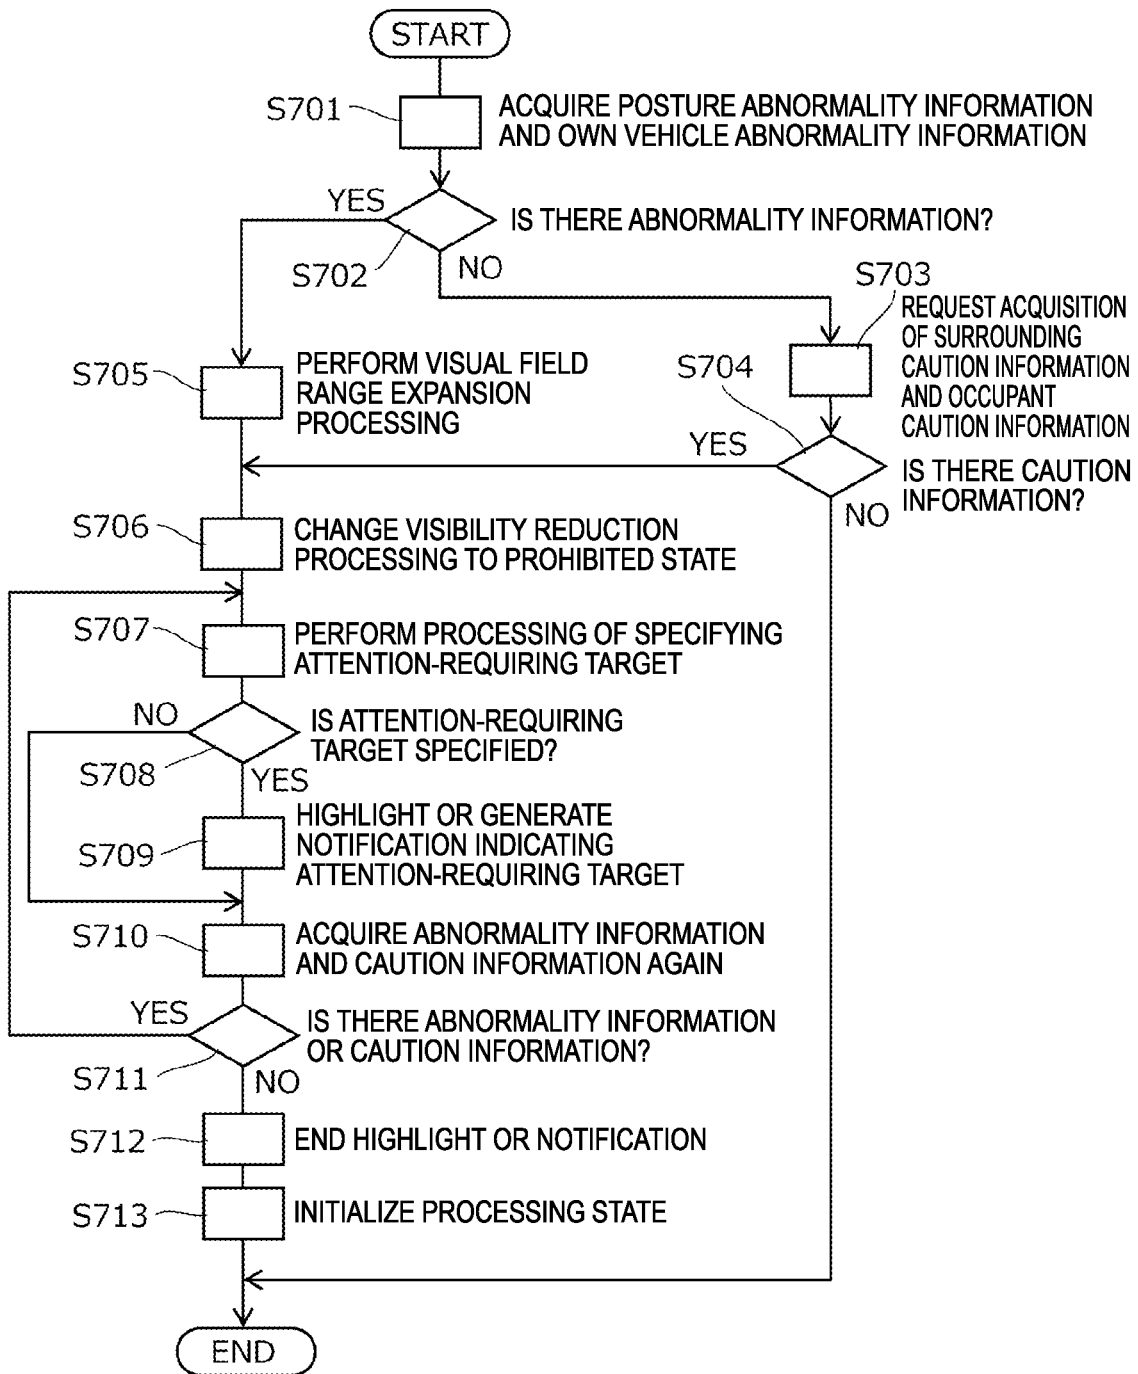 START
S701
ACQUIRE POSTURE ABNORMALITY INFORMATION
AND OWN VEHICLE ABNORMALITY INFORMATION
YES
IS THERE ABNORMALITY INFORMATION?
S702
NO
S703
REQUEST ACQUISITION
OF SURROUNDING
CAUTION INFORMATION
AND OCCUPANT
CAUTION INFORMATION
S704
YES
IS THERE CAUTION
INFORMATION?
NO
S705
PERFORM VISUAL FIELD
RANGE EXPANSION
PROCESSING
S706
CHANGE VISIBILITY REDUCTION
PROCESSING TO PROHIBITED STATE
S707
PERFORM PROCESSING OF SPECIFYING
ATTENTION-REQUIRING TARGET
NO
IS ATTENTION-REQUIRING
TARGET SPECIFIED?
S708
YES
S709
HIGHLIGHT OR GENERATE
NOTIFICATION INDICATING
ATTENTION-REQUIRING TARGET
S710
ACQUIRE ABNORMALITY INFORMATION
AND CAUTION INFORMATION AGAIN
YES
IS THERE ABNORMALITY INFORMATION
OR CAUTION INFORMATION?
S711
NO
S712
END HIGHLIGHT OR NOTIFICATION
S713
INITIALIZE PROCESSING STATE
END